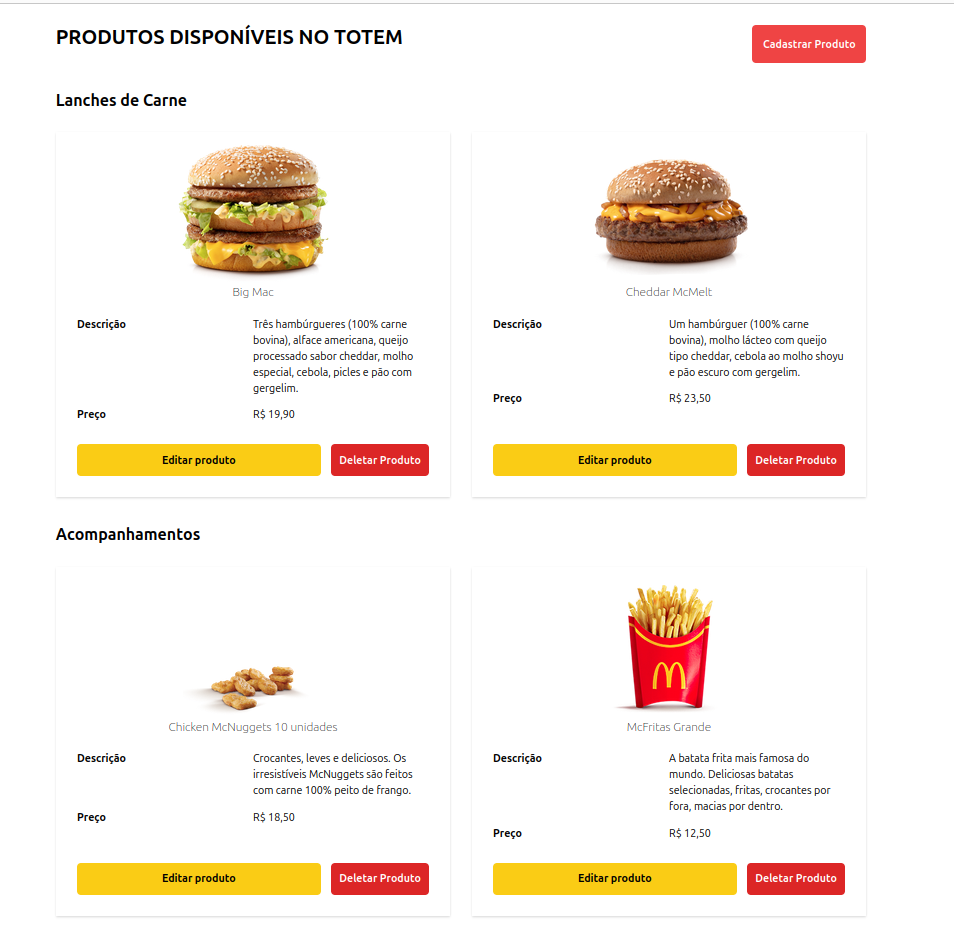 PRODUTOS DISPONÍVEIS NO TOTEM
Cadastrar Produto
Lanches de Carne
Big Mac
Descrição
Três hambúrgueres (100% carne
bovina), alface americana, queijo
processado sabor cheddar, molho
especial, cebola, picles e pão com
gergelim.
Preço
R$ 19,90
Editar produto
Deletar Produto
Cheddar McMelt
Descrição
Um hambúrguer (100% carne
bovina), molho lácteo com queijo
tipo cheddar, cebola ao molho shoyu
e pão escuro com gergelim.
Preço
R$ 23,50
Editar produto
Deletar Produto
Acompanhamentos
Chicken McNuggets 10 unidades
Descrição
Crocantes, leves e deliciosos. Os
irresistíveis McNuggets são feitos
com carne 100% peito de frango.
Preço
R$ 18,50
Editar produto
Deletar Produto
McFritas Grande
Descrição
A batata frita mais famosa do
mundo. Deliciosas batatas
selecionadas, fritas, crocantes por
fora, macias por dentro.
Preço
R$ 12,50
Editar produto
Deletar Produto